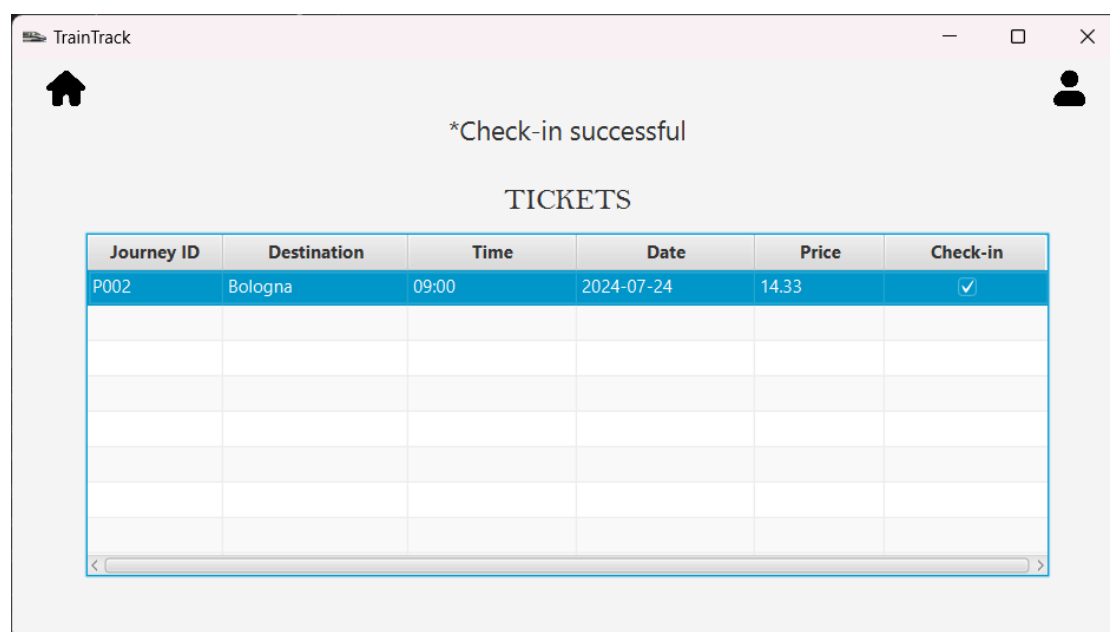 TrainTrack
*Check-in successful
TICKETS
Journey ID Destination Time Date Price Check-in
P002 Bologna 09:00 2024-07-24 14.33